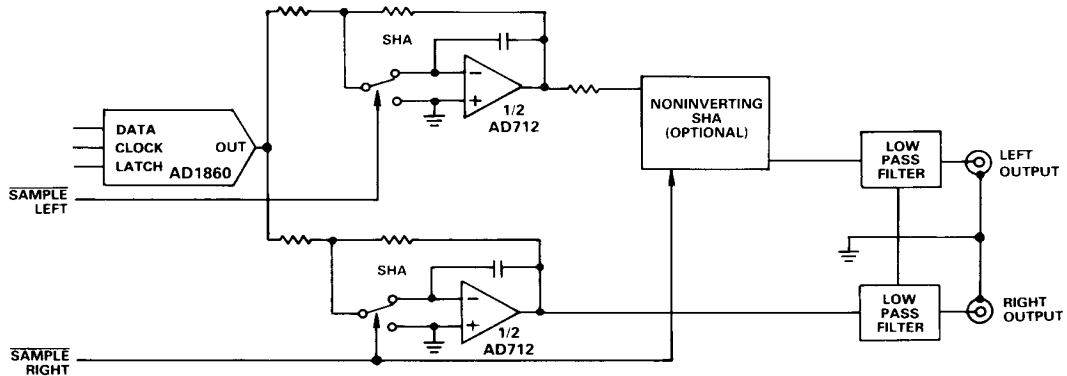 SHA
1/2
AD712
DATA
CLOCK
LATCH
OUT
AD1860
SAMPLE
LEFT
NONINVERTING
SHA
(OPTIONAL)
LOW
PASS
FILTER
LEFT
OUTPUT
SHA
1/2
AD712
LOW
PASS
FILTER
RIGHT
OUTPUT
SAMPLE
RIGHT